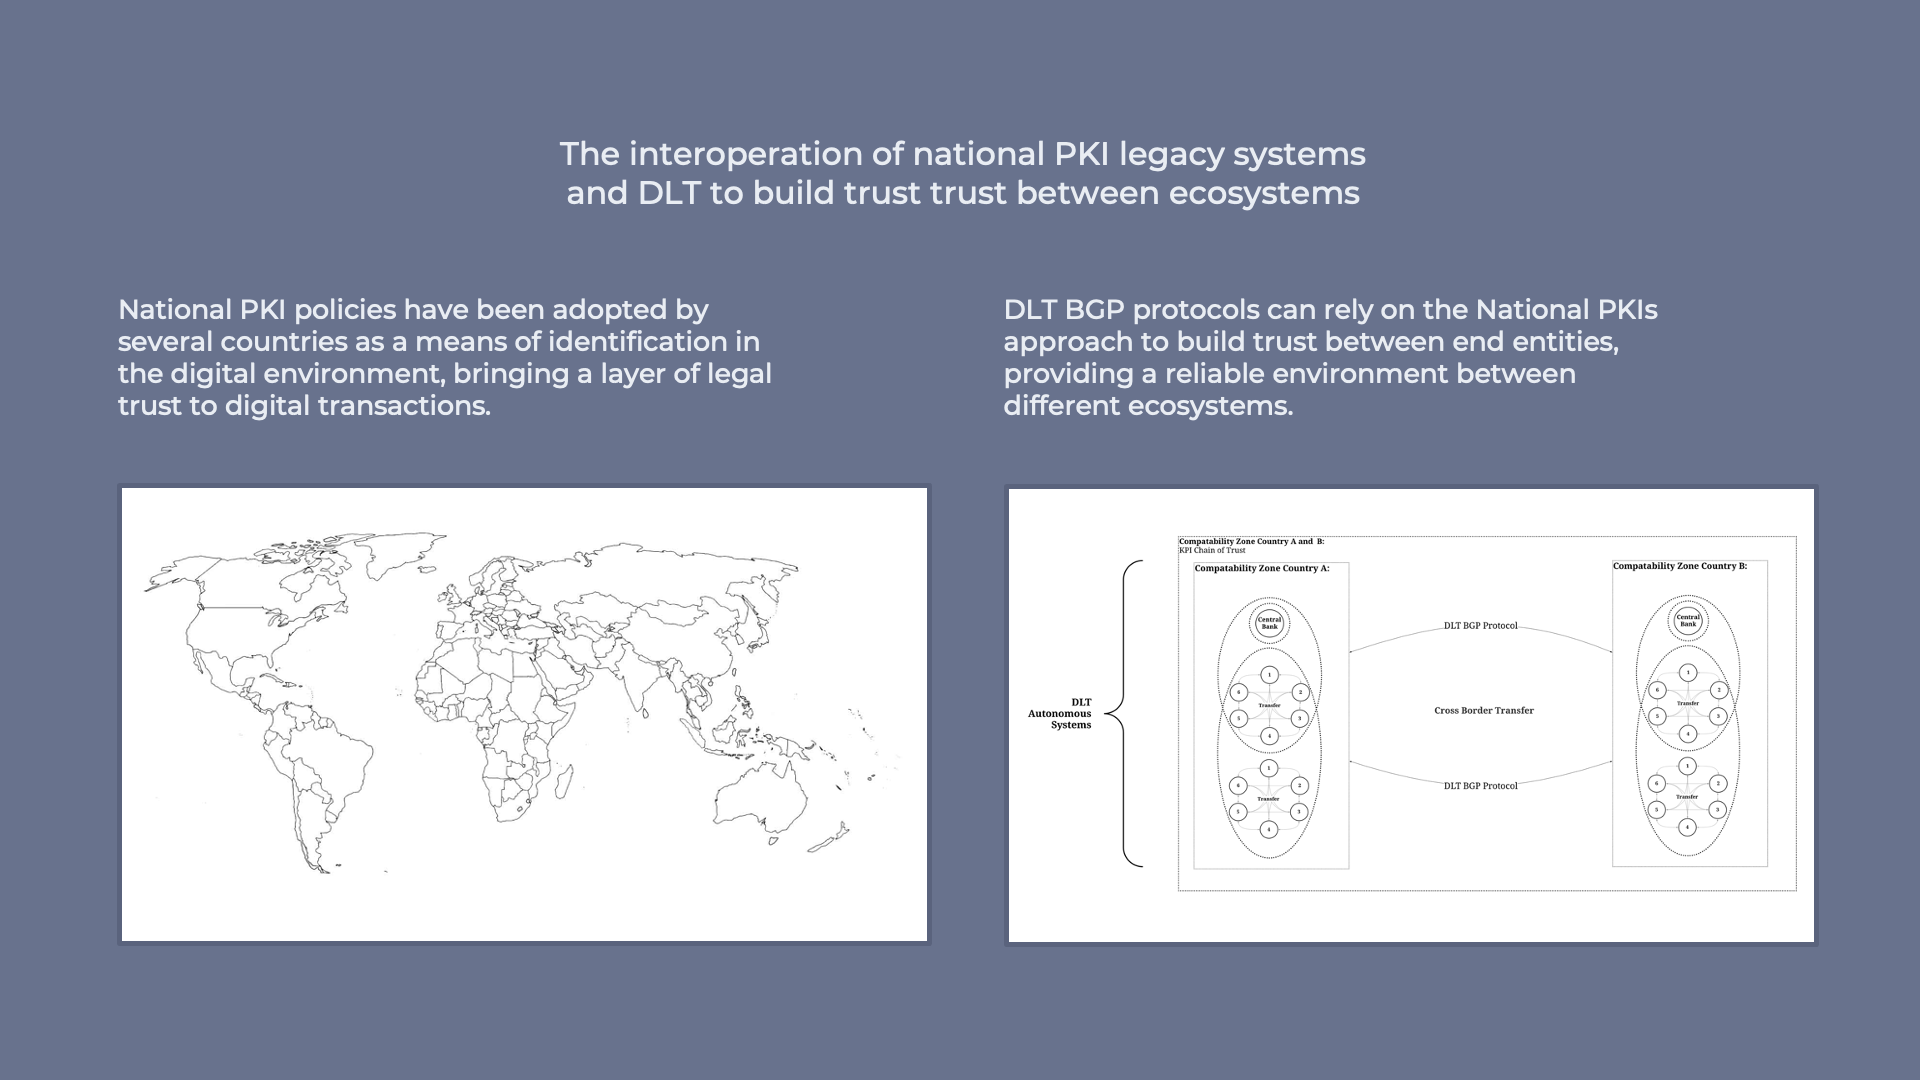 The interoperation of national PKI legacy systems
and DLT to build trust trust between ecosystems
National PKI policies have been adopted by
several countries as a means of identification in
the digital environment, bringing a layer of legal
trust to digital transactions.
DLT BGP protocols can rely on the National PKIs
approach to build trust between end entities,
providing a reliable environment between
different ecosystems.
DLT
Autonomous
Systems
Compatability Zone Country A and B:
KPI Chain of Trust
Compatability Zone Country A:
Central
Bank
1
6
2
Transfer
5
3
4
1
6
2
Transfer
5
3
4
DLT BGP Protocol
Cross Border Transfer
DLT BGP Protocol
Compatability Zone Country B:
Central
Bank
1
6
2
Transfer
5
3
4
1
6
2
Transfer
5
3
4